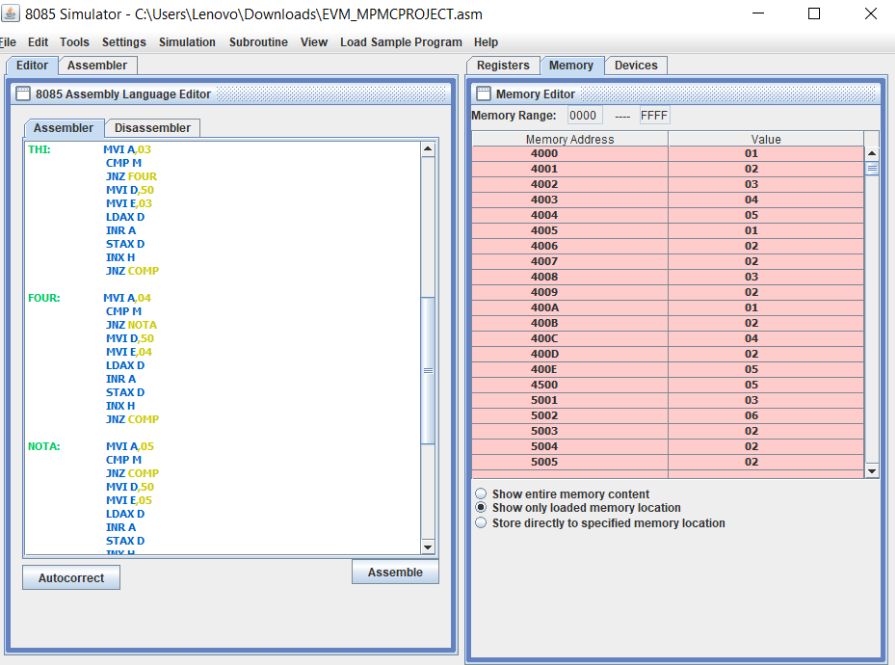 8085 Simulator - C:\Users\Lenovo\Downloads\EVM_MPMCPROJECT.asm
File Edit Tools Settings Simulation Subroutine View Load Sample Program Help
Editor Assembler
8085 Assembly Language Editor
Assembler Disassembler
THI: MVI A,03
CMP M
JNZ FOUR
MVI D,50
MVI E,03
LDAX D
INR A
STAX D
INX H
JNZ COMP
FOUR: MVI A,04
CMP M
JNZ NOTA
MVI D,50
MVI E,04
LDAX D
INR A
STAX D
INX H
JNZ COMP
NOTA: MVI A,05
CMP M
JNZ COMP
MVI D,50
MVI E,05
LDAX D
INR A
STAX D
INX H
Autocorrect
Assemble
Registers Memory Devices
Memory Editor
Memory Range: 0000 ---- FFFF
Memory Address Value
4000 01
4001 02
4002 03
4003 04
4004 05
4005 01
4006 02
4007 02
4008 03
4009 02
400A 01
400B 02
400C 04
400D 02
400E 05
4500 05
5001 03
5002 06
5003 02
5004 02
5005 02
Show entire memory content
Show only loaded memory location
Store directly to specified memory location